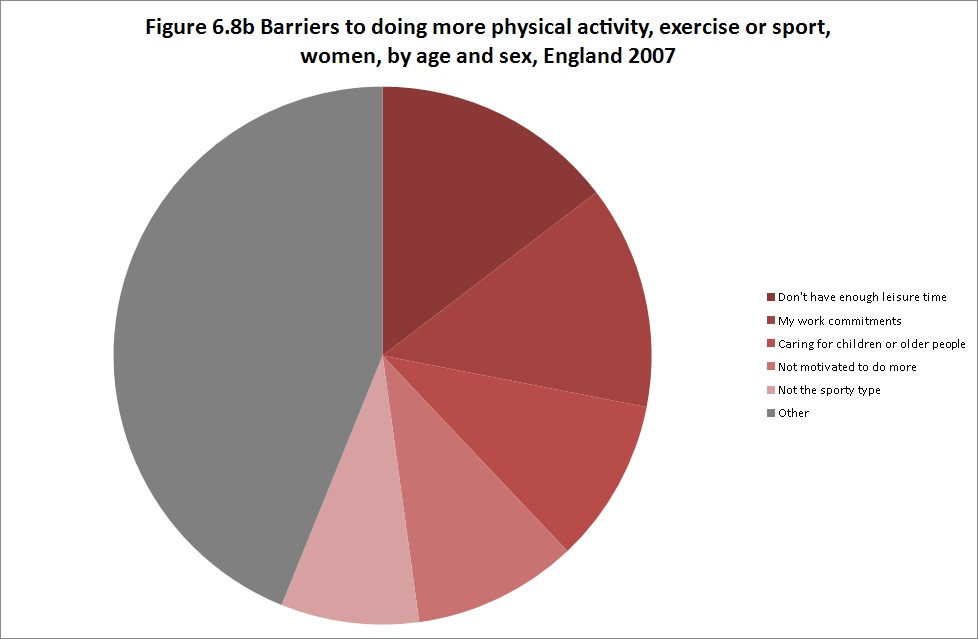 Figure 6.8b Barriers to doing more physical activity, exercise or sport,
women, by age and sex, England 2007
Don't have enough leisure time
My work commitments
Caring for children or older people
Not motivated to do more
Not the sporty type
Other